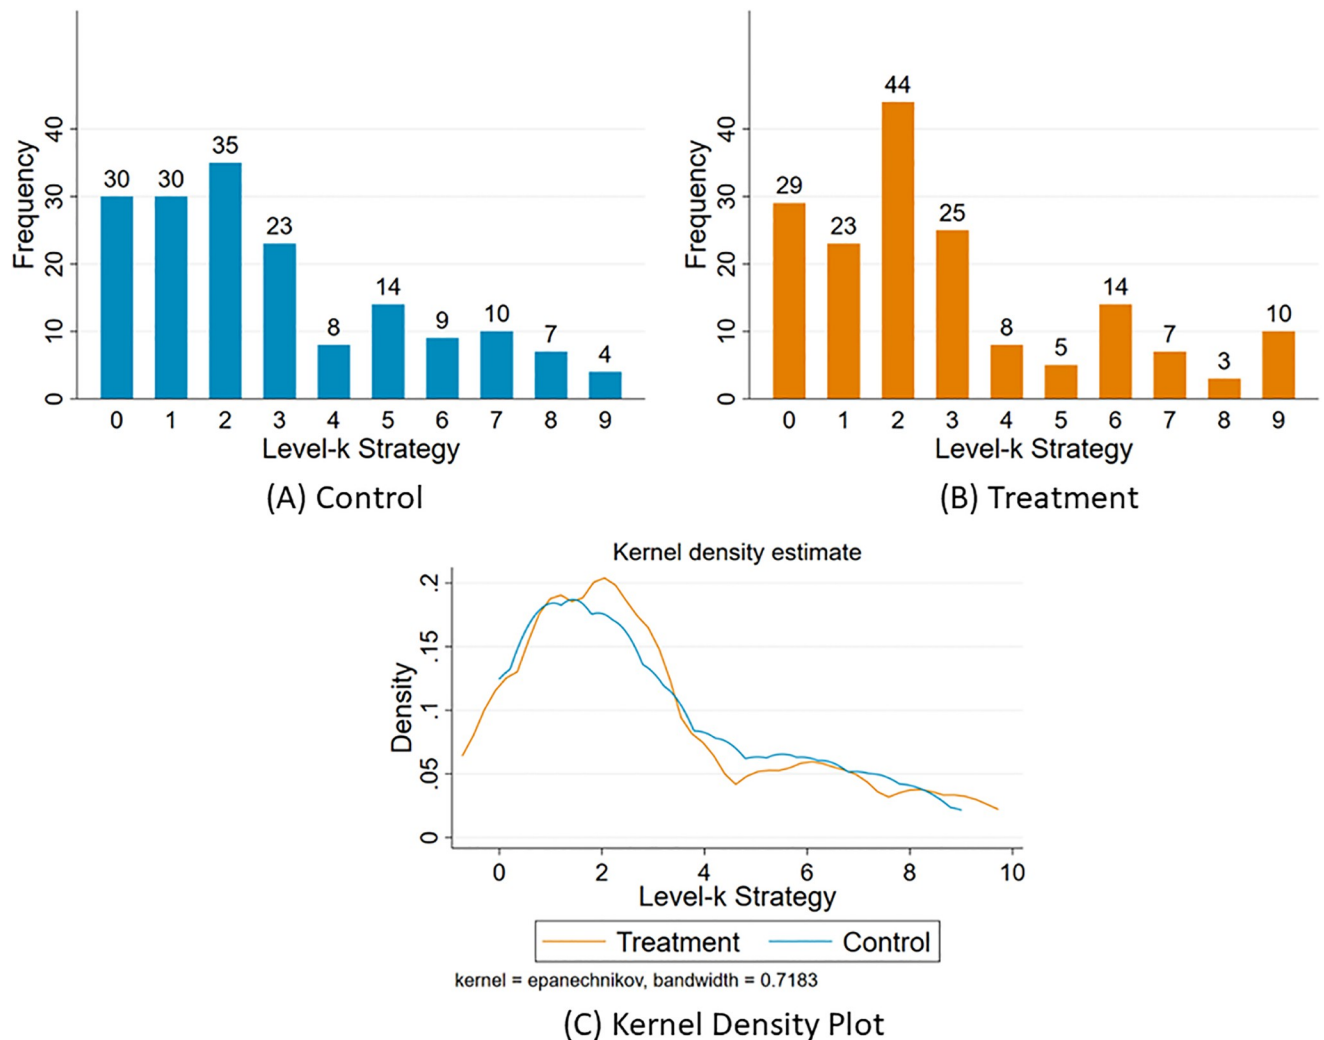 Frequency
40
30
20
10
0
30 30 35 23 8 14 9 10 7 4
0 1 2 3 4 5 6 7 8 9
Level-k Strategy
(A) Control
Frequency
40
30
20
10
0
29 23 44 25 8 5 14 7 3 10
0 1 2 3 4 5 6 7 8 9
Level-k Strategy
(B) Treatment
Kernel density estimate
Density
.2
.15
.1
.05
0
0 2 4 6 8 10
Level-k Strategy
Treatment Control
kernel = epanechnikov, bandwidth = 0.7183
(C) Kernel Density Plot